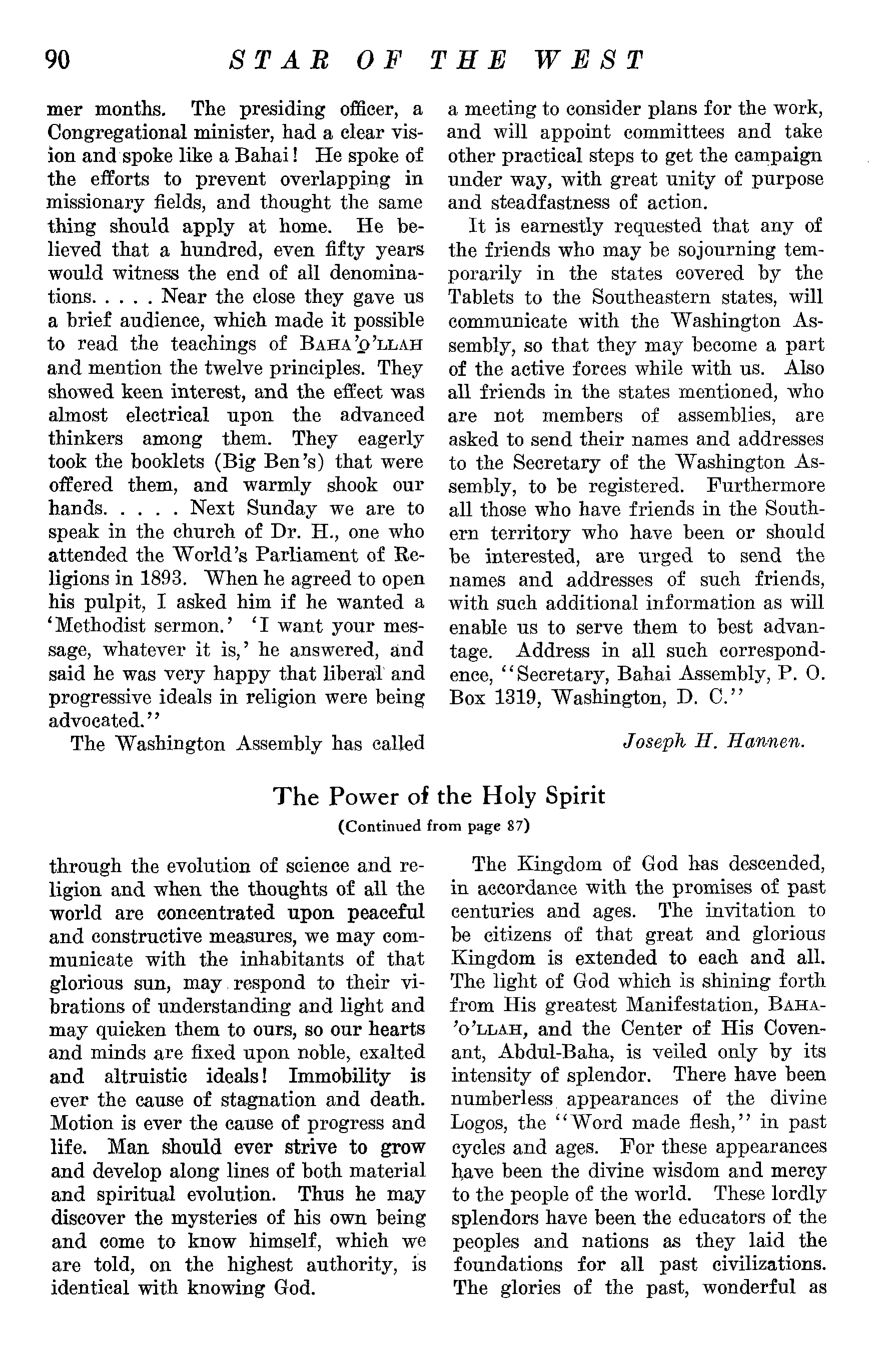 90 STAR OF THE WEST
mer months. The presiding officer, a
Congregational minister, had a clear vis-
ion and spoke like a Bahai! He spoke of
the efforts to prevent overlapping in
missionary fields, and thought the same
thing should apply at home. He be-
lieved that a hundred, even fifty years
would witness the end of all denomina-
tions. . . . . Near the close they gave us
a brief audience, which made it possible
to read the teachings of BAHA'O'LLAH
and mention the twelve principles. They
showed keen interest, and the effect was
almost electrical upon the advanced
thinkers among them. They eagerly
took the booklets (Big Ben's) that were
offered them, and warmly shook our
hands. . . . . Next Sunday we are to
speak in the church of Dr. H., one who
attended the World's Parliament of Re-
ligions in 1893. When he agreed to open
his pulpit, I asked him if he wanted a
'Methodist sermon.' 'I want your mes-
sage, whatever it is,' he answered, and
said he was very happy that liberal and
progressive ideals in religion were being
advocated."
The Washington Assembly has called
a meeting to consider plans for the work,
and will appoint committees and take
other practical steps to get the campaign
under way, with great unity of purpose
and steadfastness of action.
It is earnestly requested that any of
the friends who may be sojourning tem-
porarily in the states covered by the
Tablets to the Southeastern states, will
communicate with the Washington As-
sembly, so that they may become a part
of the active forces while with us. Also
all friends in the states mentioned, who
are not members of assemblies, are
asked to send their names and addresses
to the Secretary of the Washington As-
sembly, to be registered. Furthermore
all those who have friends in the South-
ern territory who have been or should
be interested, are urged to send the
names and addresses of such friends,
with such additional information as will
enable us to serve them to best advan-
tage. Address in all such correspond-
ence, "Secretary, Bahai Assembly, P. O.
Box 1319, Washington, D. C."
Joseph H. Hannen.
The Power of the Holy Spirit
(Continued from page 87)
through the evolution of science and re-
ligion and when the thoughts of all the
world are concentrated upon peaceful
and constructive measures, we may com-
municate with the inhabitants of that
glorious sun, may respond to their vi-
brations of understanding and light and
may quicken them to ours, so our hearts
and minds are fixed upon noble, exalted
and altruistic ideals! Immobility is
ever the cause of stagnation and death.
Motion is ever the cause of progress and
life. Man should ever strive to grow
and develop along lines of both material
and spiritual evolution. Thus he may
discover the mysteries of his own being
and come to know himself, which we
are told, on the highest authority, is
identical with knowing God.
The Kingdom of God has descended,
in accordance with the promises of past
centuries and ages. The invitation to
be citizens of that great and glorious
Kingdom is extended to each and all.
The light of God which is shining forth
from His greatest Manifestation, BAHA-
'O'LLAH, and the Center of His Coven-
ant, Abdul-Baha, is veiled only by its
intensity of splendor. There have been
numberless appearances of the divine
Logos, the "Word made flesh," in past
cycles and ages. For these appearances
have been the divine wisdom and mercy
to the people of the world. These lordly
splendors have been the educators of the
peoples and nations as they laid the
foundations for all past civilizations.
The glories of the past, wonderful as